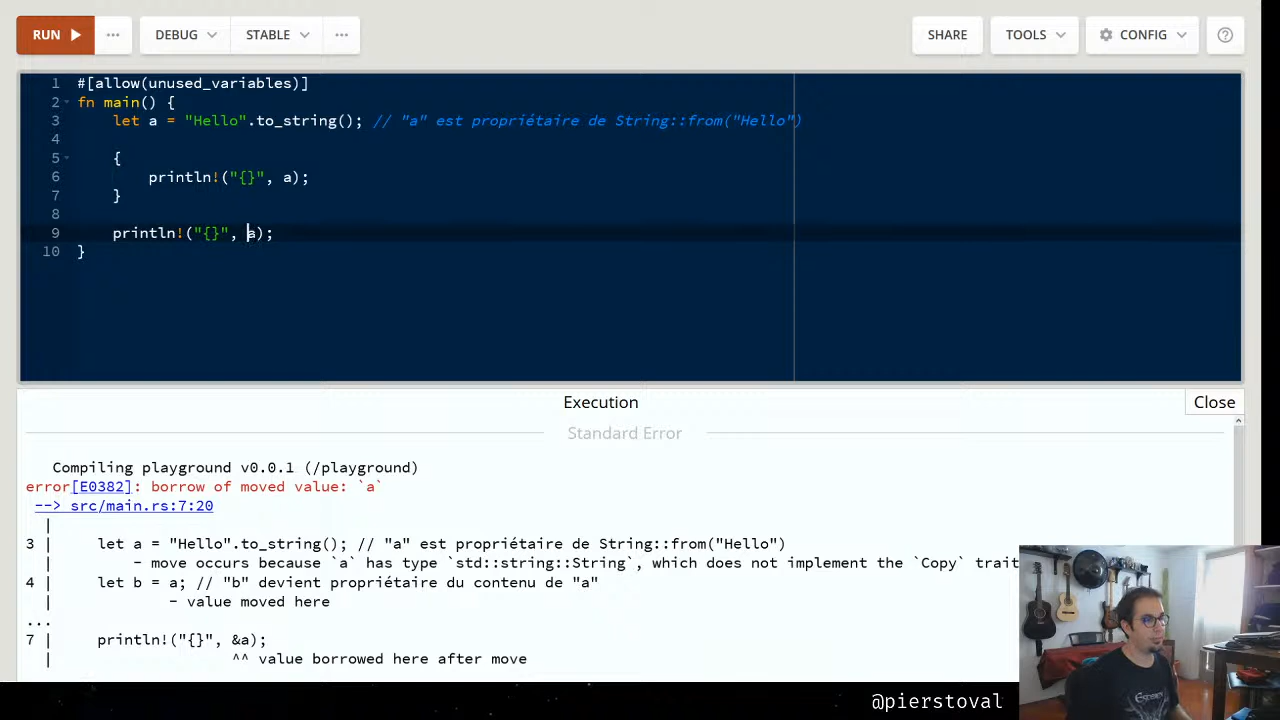 RUN ▶ ... DEBUG STABLE ... SHARE TOOLS CONFIG ?
1 #[allow(unused_variables)]
2 fn main() {
3 let a = "Hello".to_string(); // "a" est propriétaire de String::from("Hello")
4
5 {
6 println!("{}", a);
7 }
8
9 println!("{}", a);
10 }
Execution
Close
Standard Error
Compiling playground v0.0.1 (/playground)
error[E0382]: borrow of moved value: `a`
--> src/main.rs:7:20
|
3 | let a = "Hello".to_string(); // "a" est propriétaire de String::from("Hello")
| - move occurs because `a` has type `std::string::String`, which does not implement the `Copy` trait
4 | let b = a; // "b" devient propriétaire du contenu de "a"
| - value moved here
...
7 | println!("{}", &a);
| ^^ value borrowed here after move
@pierstoval